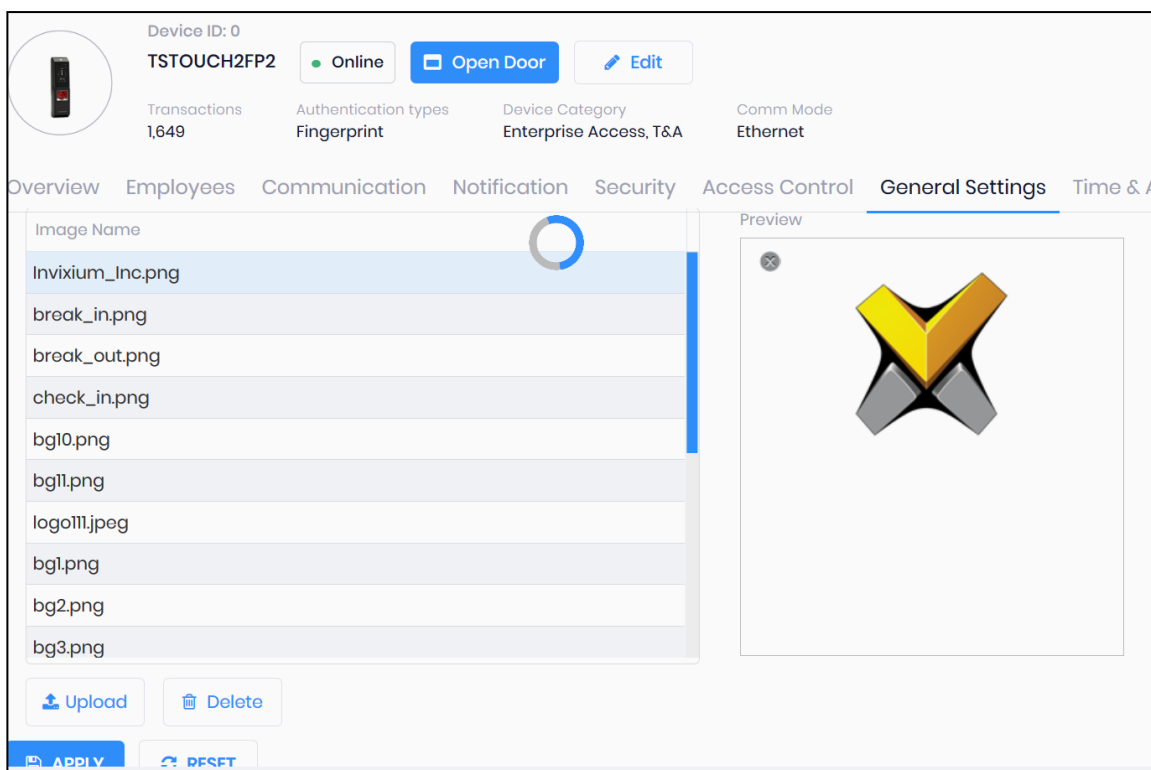 Device ID: 0
TSTOUCH2FP2
Online
Open Door
Edit
Transactions
Authentication types
Device Category
Comm Mode
1,649
Fingerprint
Enterprise Access, T&A
Ethernet
Overview Employees Communication Notification Security Access Control General Settings Time & A
Image Name
Preview
Invixium_Inc.png
break_in.png
break_out.png
check_in.png
bg10.png
bg11.png
logo111.jpeg
bg1.png
bg2.png
bg3.png
Upload
Delete
APPLY
RESET